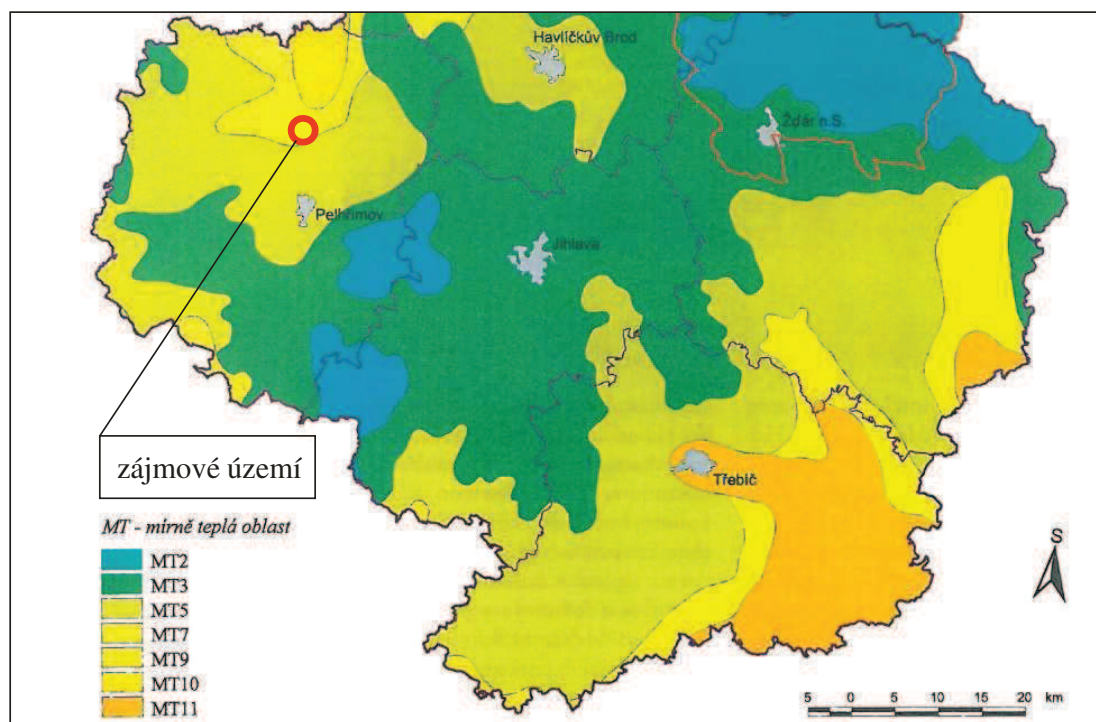 Havlíčkův Brod
Žďár n.S.
Pelhřimov
Jihlava
zájmové území
Třebíč
MT - mírně teplá oblast
MT2
MT3
MT5
MT7
MT9
MT10
MT11
S
5 0 5 10 15 20 km